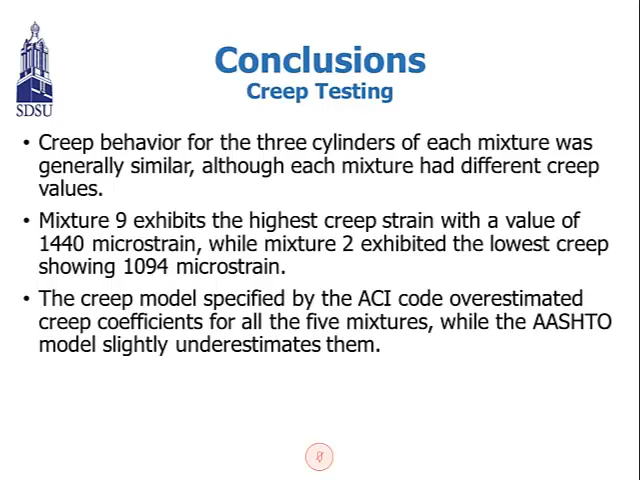 SDSU
Conclusions
Creep Testing
• Creep behavior for the three cylinders of each mixture was
generally similar, although each mixture had different creep
values.
• Mixture 9 exhibits the highest creep strain with a value of
1440 microstrain, while mixture 2 exhibited the lowest creep
showing 1094 microstrain.
• The creep model specified by the ACI code overestimated
creep coefficients for all the five mixtures, while the AASHTO
model slightly underestimates them.